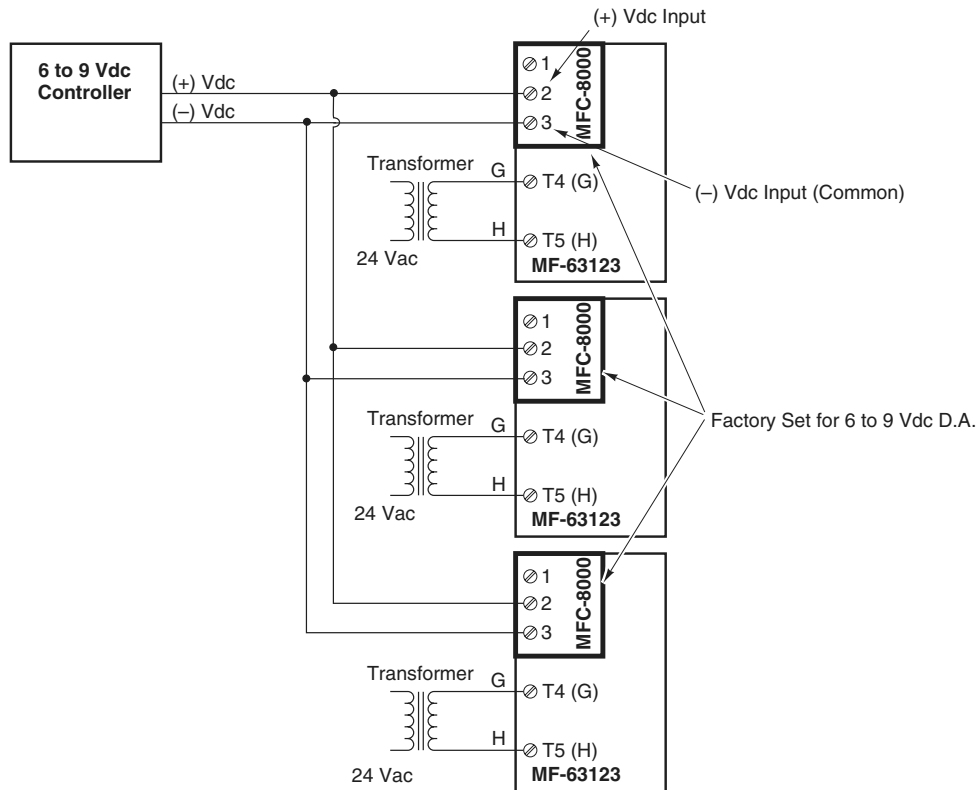 (+) Vdc Input
6 to 9 Vdc
Controller
(+) Vdc
(–) Vdc
1
2
3
MFC-8000
Transformer
G
T4 (G)
(–) Vdc Input (Common)
H
T5 (H)
24 Vac
MF-63123
1
2
3
MFC-8000
Factory Set for 6 to 9 Vdc D.A.
Transformer
G
T4 (G)
H
T5 (H)
24 Vac
MF-63123
1
2
3
MFC-8000
Transformer
G
T4 (G)
H
T5 (H)
24 Vac
MF-63123